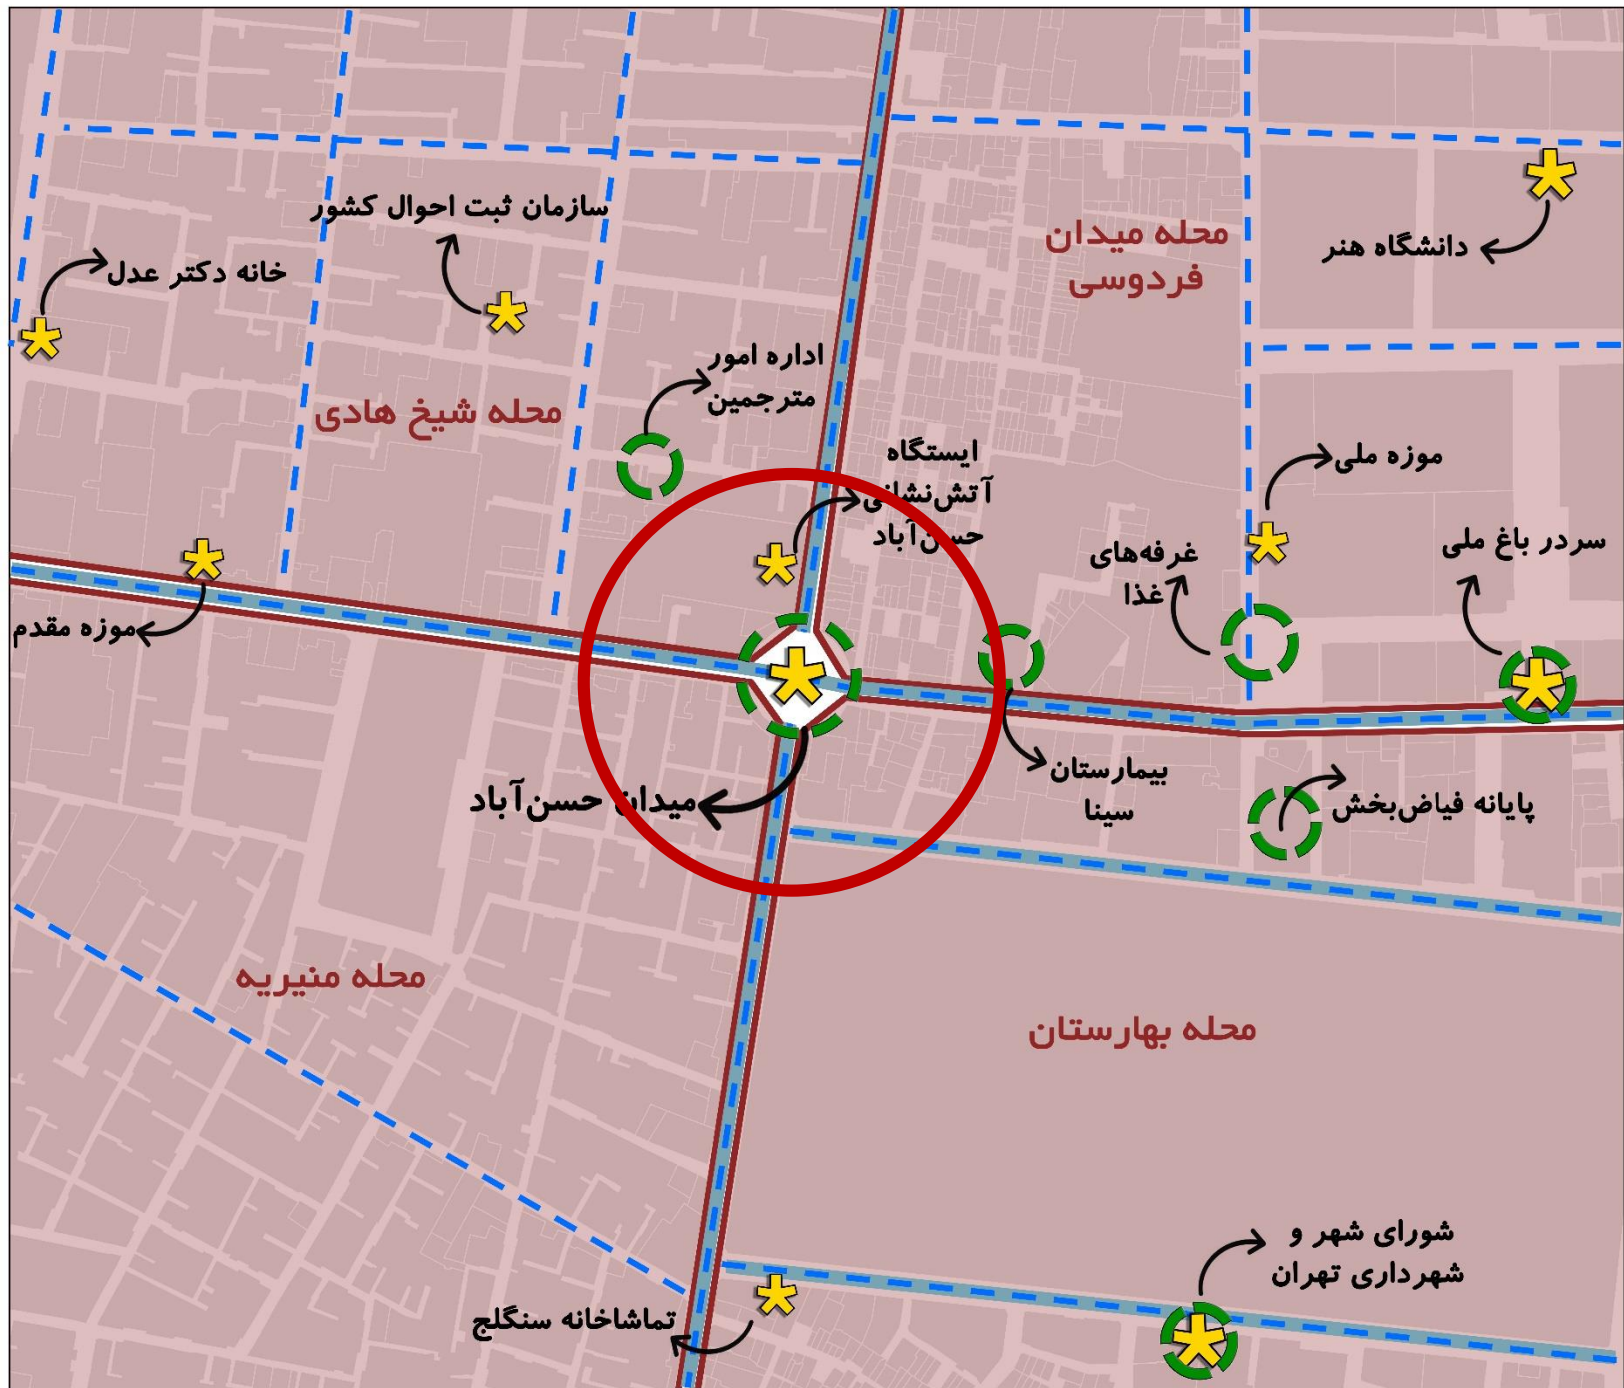 سازمان ثبت احوال کشور
محله میدان
فردوسی
دانشگاه هنر
خانه دکتر عدل
اداره امور
مترجمین
محله شیخ هادی
ایستگاه
آتش‌نشانی
حسن‌آباد
موزه ملی
سردر باغ ملی
غرفه‌های
غذا
موزه مقدم
بیمارستان
سینا
میدان حسن‌آباد
پایانه فیاض‌بخش
محله منیریه
محله بهارستان
شورای شهر و
شهرداری تهران
تماشاخانه سنگلج